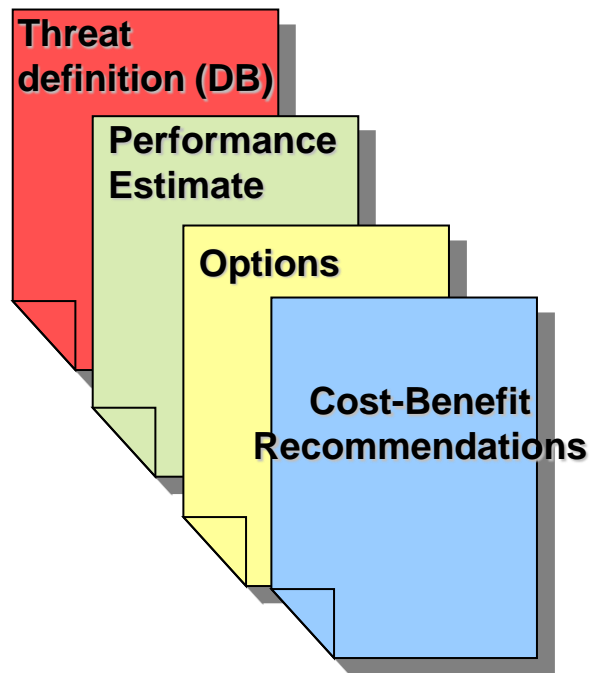 Threat
definition (DB)
Performance
Estimate
Options
Cost-Benefit
Recommendations